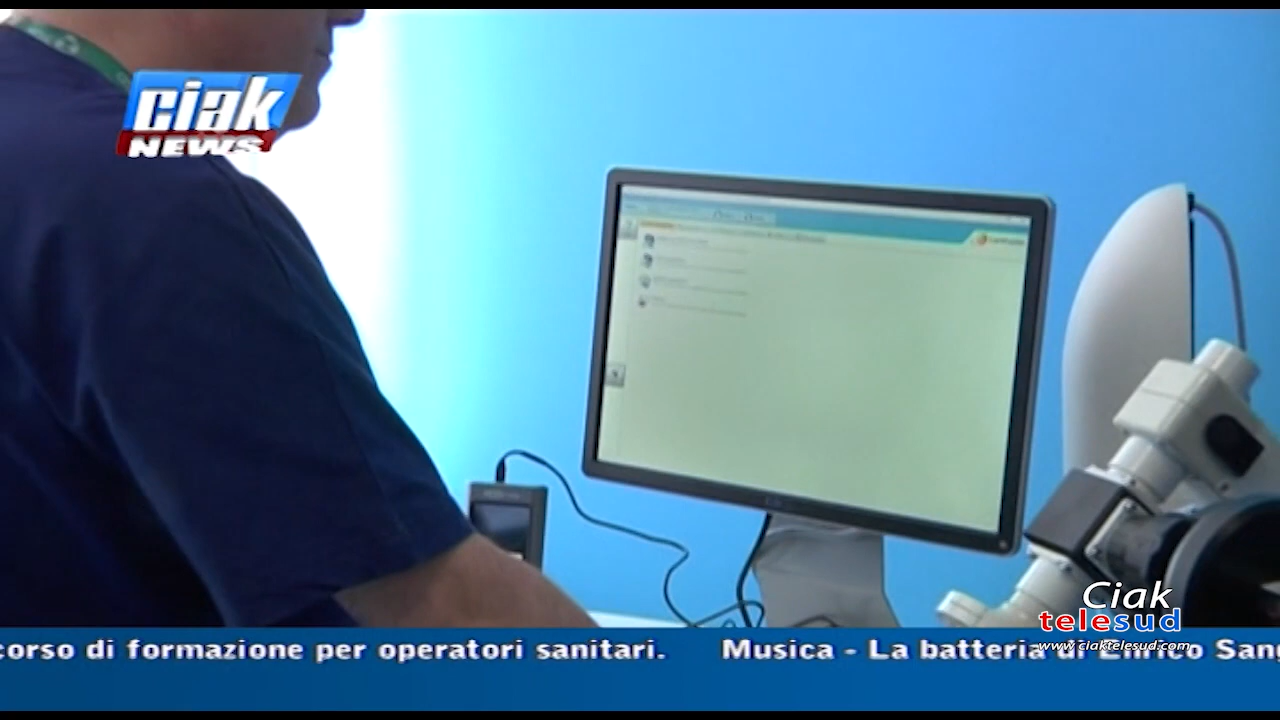 ciak
NEWS
Ciak
telesud
www.ciaktelesud.com
corso di formazione per operatori sanitari. Musica - La batteria di Enrico Sang